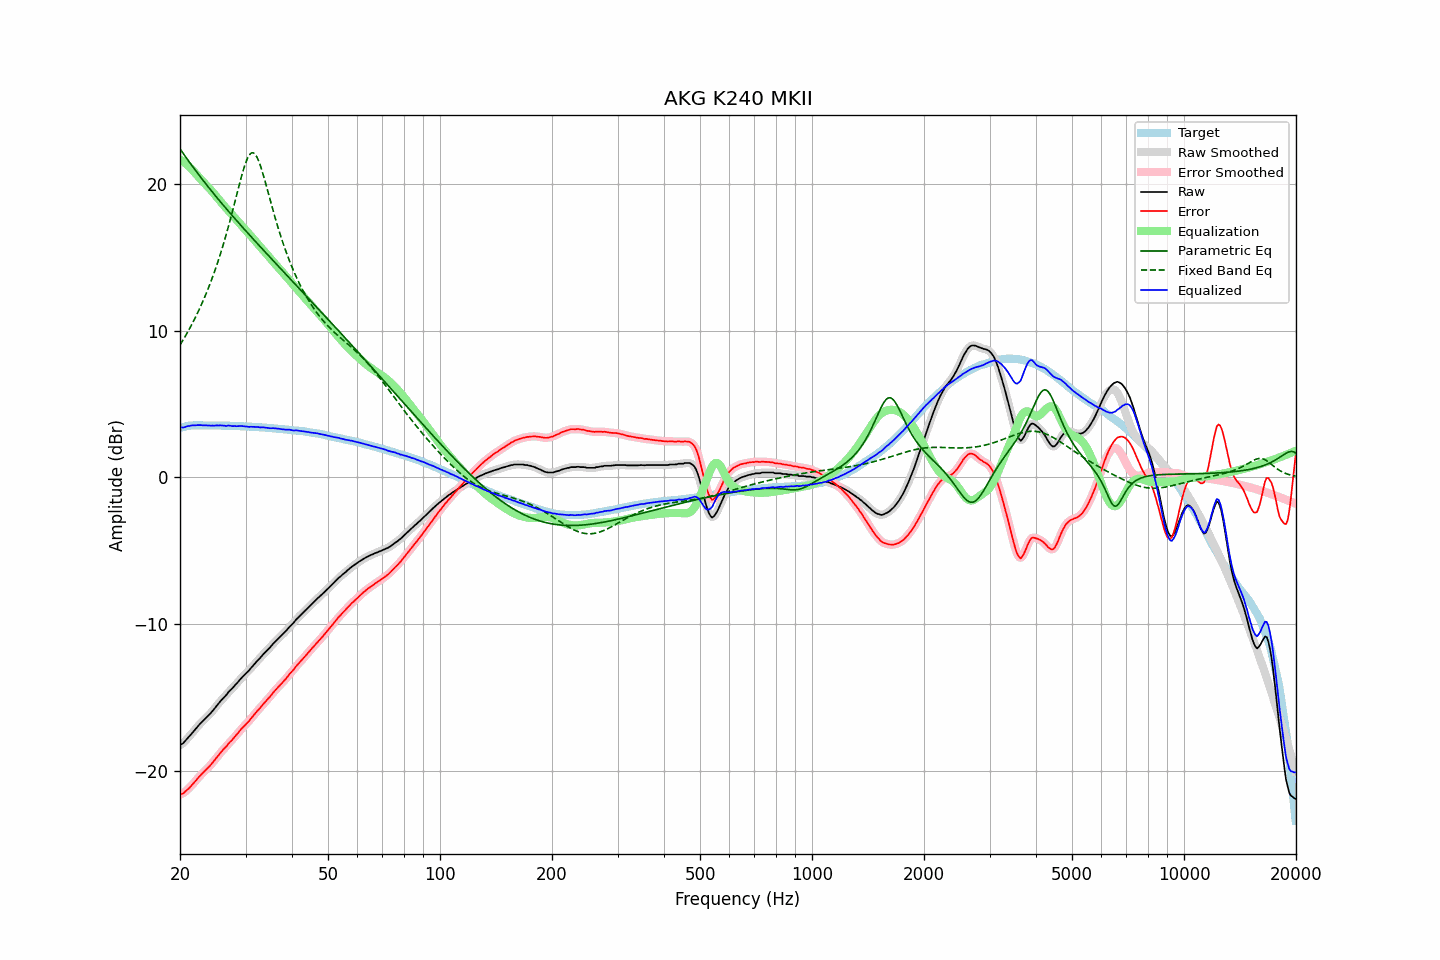 AKG K240 MKII
Amplitude (dBr)
20
10
0
−10
−20
Target
Raw Smoothed
Error Smoothed
Raw
Error
Equalization
Parametric Eq
Fixed Band Eq
Equalized
20 50 100 200 500 1000 2000 5000 10000 20000
Frequency (Hz)